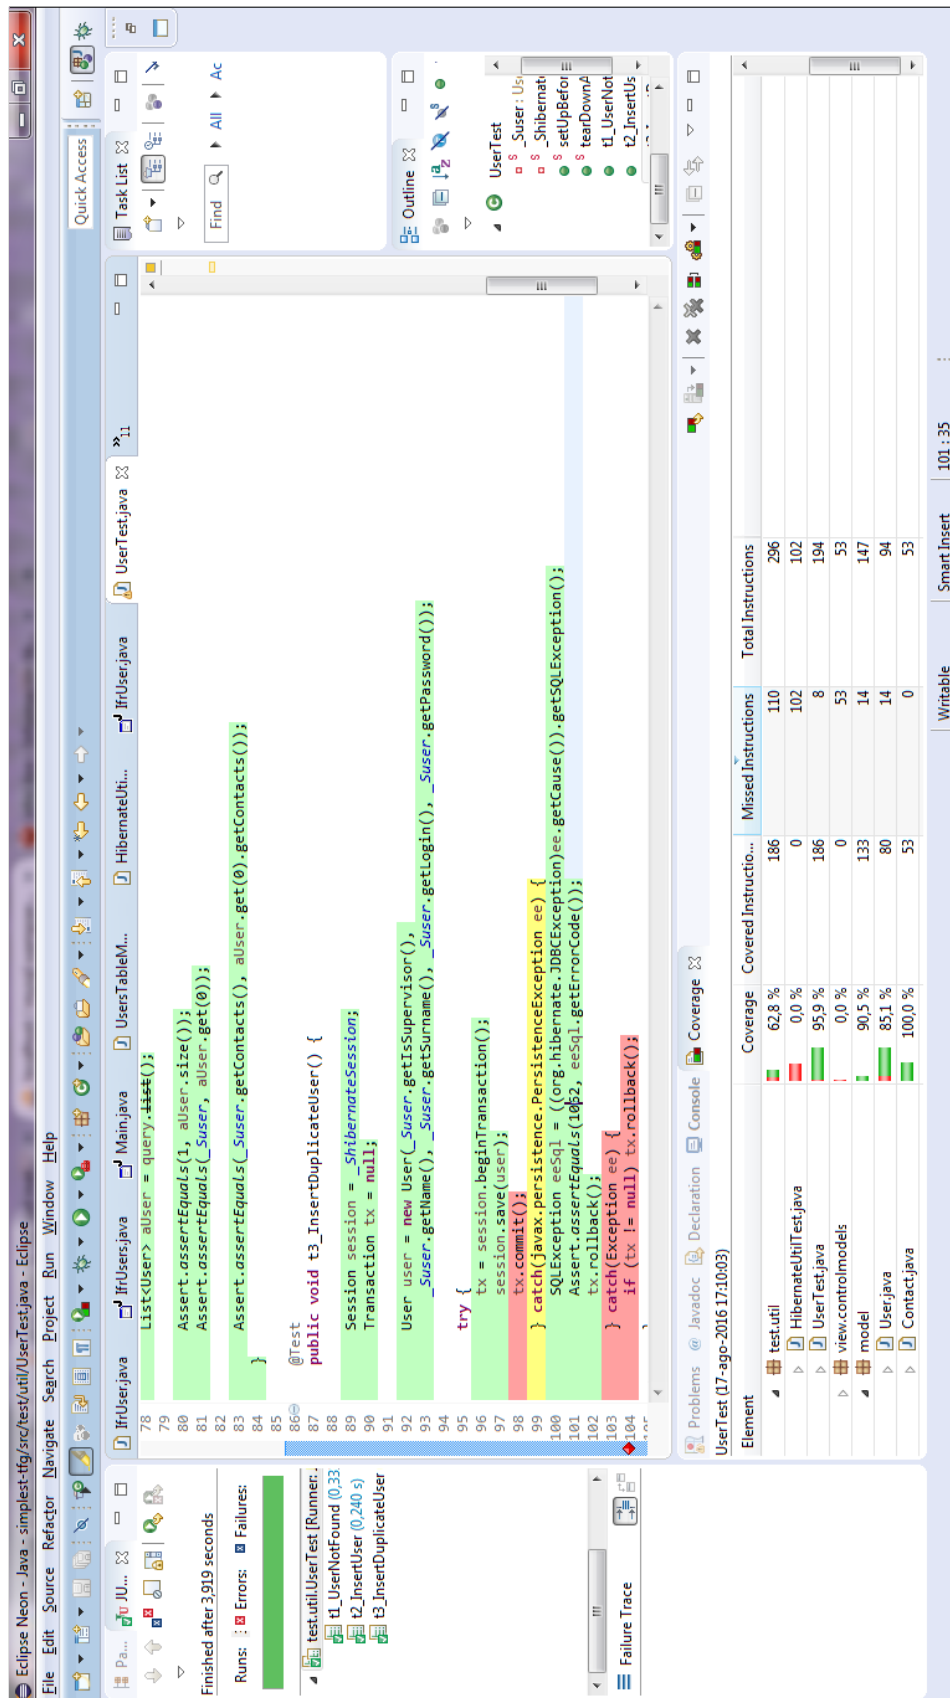 Eclipse Neon - Java - simplest-tfg/src/test/util/UserTest.java - Eclipse
File Edit Source Refactor Navigate Search Project Run Window Help
Quick Access
Pa... JU...
Finished after 3,919 seconds
Runs: Errors: Failures:
test.util.UserTest [Runner:
t1_UserNotFound (0,33
t2_InsertUser (0,240 s)
t3_InsertDuplicateUser
Failure Trace
IfrUser.java IfrUsers.java Main.java UsersTableM... HibernateUti... IfrUser.java UserTest.java »11
78 List<User> aUser = query.list();
79
80 Assert.assertEquals(1, aUser.size());
81 Assert.assertEquals(_Suser, aUser.get(0));
82
83 Assert.assertEquals(_Suser.getContacts(), aUser.get(0).getContacts());
84 }
85
86 @Test
87 public void t3_InsertDuplicateUser() {
88
89 Session session = _ShibernateSession;
90 Transaction tx = null;
91
92 User user = new User(_Suser.getIsSupervisor(),
93 _Suser.getName(), _Suser.getSurname(), _Suser.getLogin(), _Suser.getPassword());
94
95 try {
96 tx = session.beginTransaction();
97 session.save(user);
98 tx.commit();
99 } catch(javax.persistence.PersistenceException ee) {
100 SQLException eeSql = ((org.hibernate.JDBCException)ee.getCause()).getSQLException();
101 Assert.assertEquals(1062, eeSql.getErrorCode());
102 tx.rollback();
103 } catch(Exception ee) {
104 if (tx != null) tx.rollback();
Task List
Find All Ac
Outline
UserTest
_Suser : Use
_Shibernate
setUpBefor
tearDownA
t1_UserNot
t2_InsertUs
Problems Javadoc Declaration Console Coverage
UserTest (17-ago-2016 17:10:03)
Element Coverage Covered Instructio... Missed Instructions Total Instructions
test.util 62,8 % 186 110 296
HibernateUtilTest.java 0,0 % 0 102 102
UserTest.java 95,9 % 186 8 194
view.controlmodels 0,0 % 0 53 53
model 90,5 % 133 14 147
User.java 85,1 % 80 14 94
Contact.java 100,0 % 53 0 53
Writable Smart Insert 101 : 35